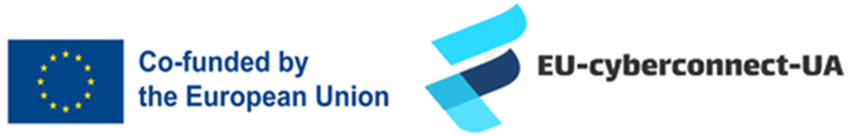 Co-funded by
the European Union
EU-cyberconnect-UA